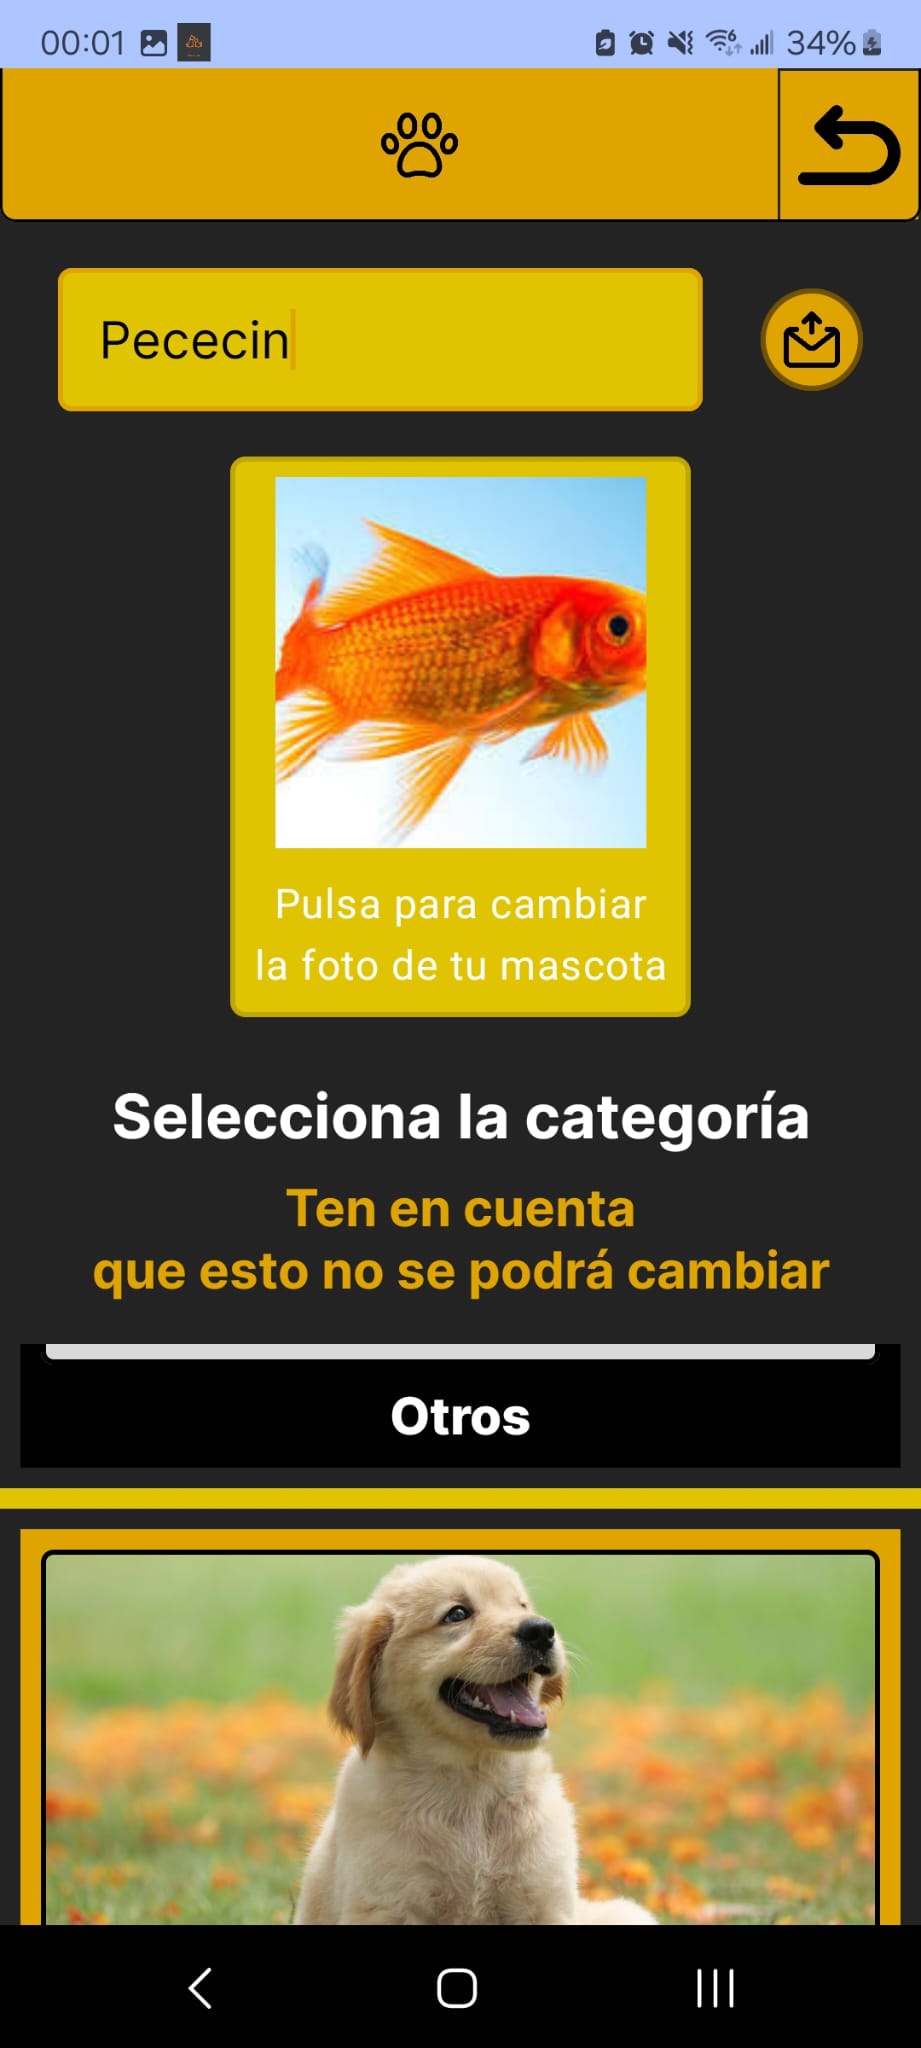 00:01
34%
Pececin
Pulsa para cambiar
la foto de tu mascota
Selecciona la categoría
Ten en cuenta
que esto no se podrá cambiar
Otros